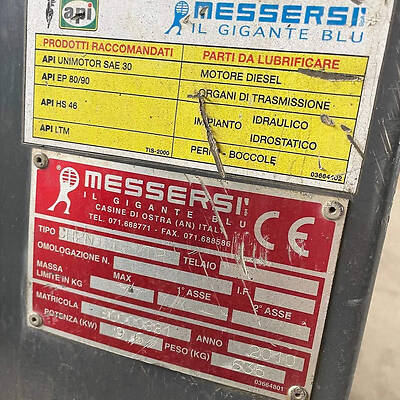 api MESSERSI'
IL GIGANTE BLU
PRODOTTI RACCOMANDATI PARTI DA LUBRIFICARE
API UNIMOTOR SAE 30 MOTORE DIESEL
API EP 80/90 ORGANI DI TRASMISSIONE
API HS 46 IMPIANTO IDRAULICO
IDROSTATICO
API LTM PERNI BOCCOLE
TIS-2000 03664402
MESSERSI'
IL GIGANTE BLU
CASINE DI OSTRA (AN) ITALY
TEL. 071.688771 - FAX. 071.688586
CE
TIPO
OMOLOGAZIONE N. TELAIO
MASSA LIMITE IN KG MAX 1° ASSE I.F. 2° ASSE
MATRICOLA ANNO 2010
POTENZA (KW) PESO (KG) 635
03664801